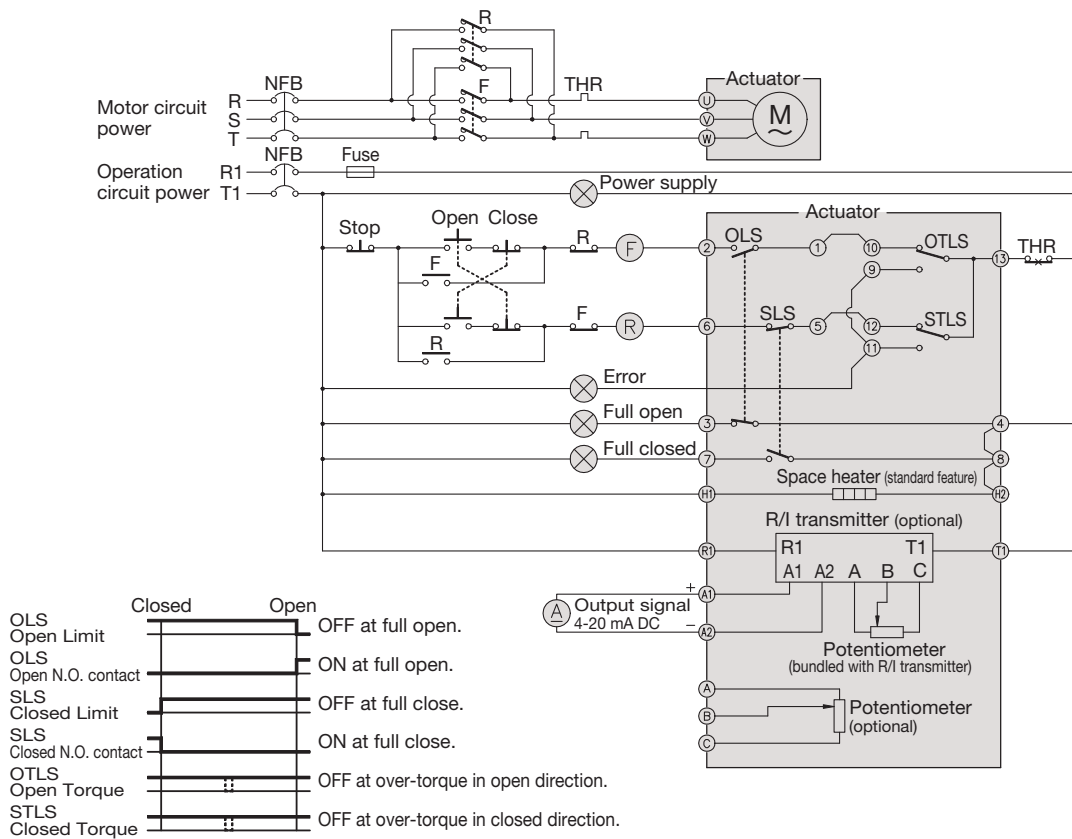 R
NFB
F
THR
Actuator
Motor circuit
power
R
S
T
U
V
W
M
NFB
Fuse
Operation
circuit power
R1
T1
Power supply
Actuator
Stop
Open
Close
R
F
2
OLS
1
10
OTLS
13
THR
F
9
F
R
6
SLS
5
12
STLS
R
11
Error
Full open
3
4
Full closed
7
8
Space heater (standard feature)
H1
H2
R/I transmitter (optional)
R1
R1
T1
T1
A1 A2 A B C
+
A1
A
Output signal
4-20 mA DC
−
A2
Potentiometer
(bundled with R/I transmitter)
A
B
C
Potentiometer
(optional)
Closed
Open
OLS
Open Limit
OFF at full open.
OLS
Open N.O. contact
ON at full open.
SLS
Closed Limit
OFF at full close.
SLS
Closed N.O. contact
ON at full close.
OTLS
Open Torque
OFF at over-torque in open direction.
STLS
Closed Torque
OFF at over-torque in closed direction.